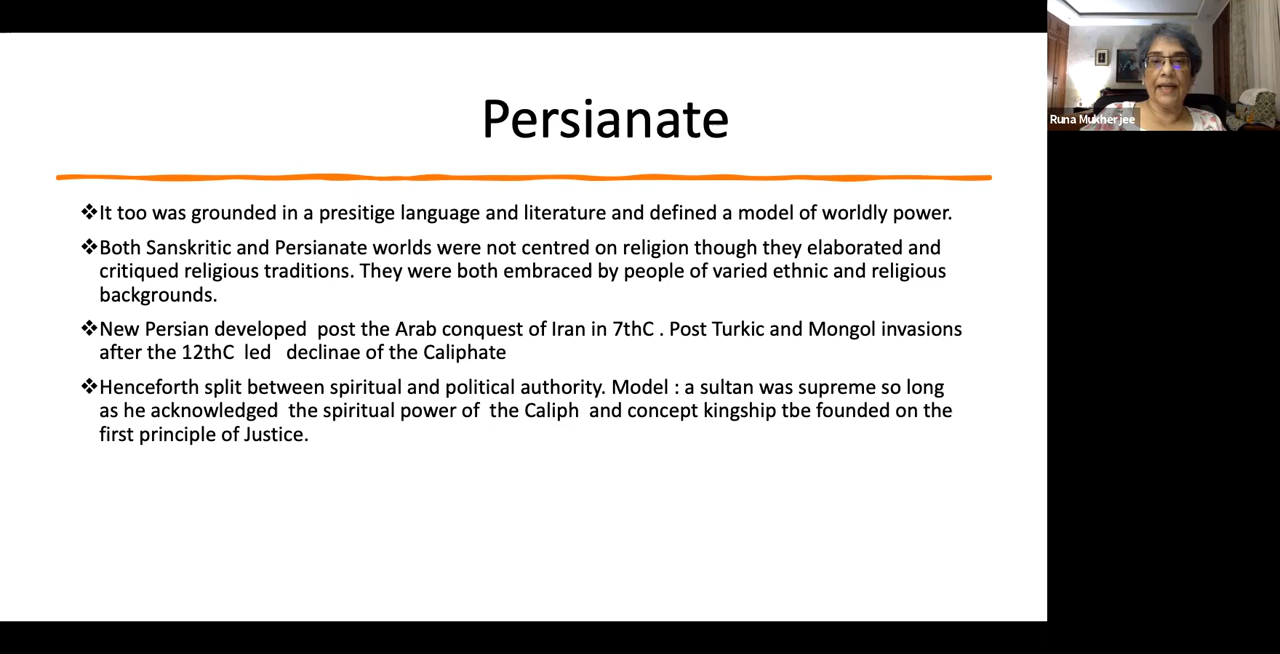 Persianate
❖It too was grounded in a presitige language and literature and defined a model of worldly power.
❖Both Sanskritic and Persianate worlds were not centred on religion though they elaborated and
critiqued religious traditions. They were both embraced by people of varied ethnic and religious
backgrounds.
❖New Persian developed post the Arab conquest of Iran in 7thC . Post Turkic and Mongol invasions
after the 12thC led declinae of the Caliphate
❖Henceforth split between spiritual and political authority. Model : a sultan was supreme so long
as he acknowledged the spiritual power of the Caliph and concept kingship tbe founded on the
first principle of Justice.
Runa Mukherjee